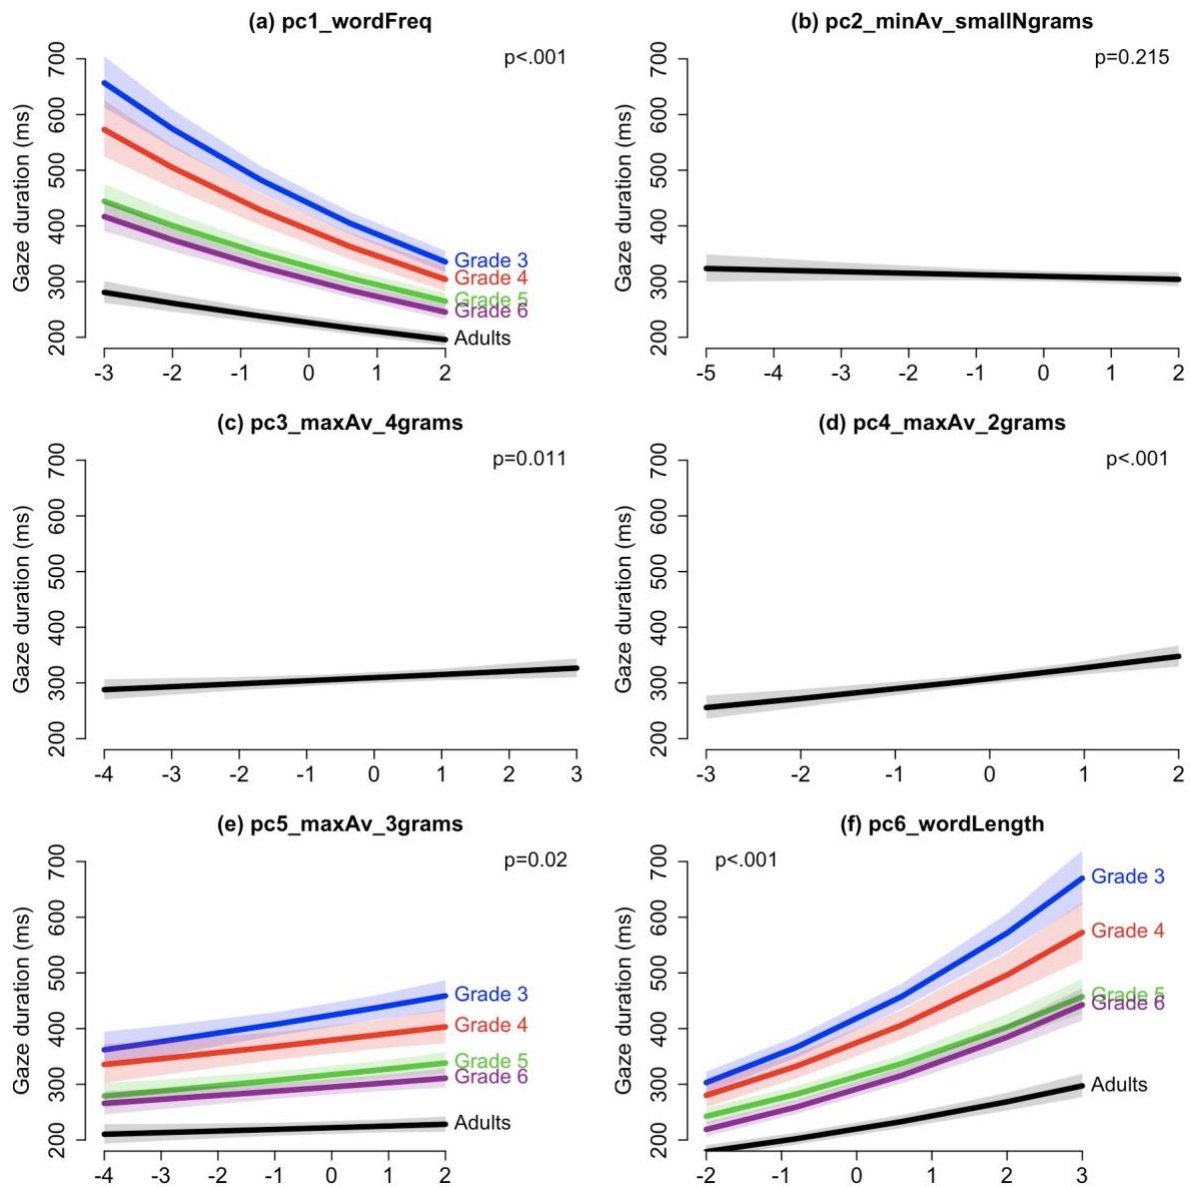 (a) pc1_wordFreq
p<.001
Gaze duration (ms)
700
600
500
400
300
200
Grade 3
Grade 4
Grade 5
Grade 6
Adults
-3 -2 -1 0 1 2
(b) pc2_minAv_smallNgrams
p=0.215
Gaze duration (ms)
700
600
500
400
300
200
-5 -4 -3 -2 -1 0 1 2
(c) pc3_maxAv_4grams
p=0.011
Gaze duration (ms)
700
600
500
400
300
200
-4 -3 -2 -1 0 1 2 3
(d) pc4_maxAv_2grams
p<.001
Gaze duration (ms)
700
600
500
400
300
200
-3 -2 -1 0 1 2
(e) pc5_maxAv_3grams
p=0.02
Gaze duration (ms)
700
600
500
400
300
200
Grade 3
Grade 4
Grade 5
Grade 6
Adults
-4 -3 -2 -1 0 1 2
(f) pc6_wordLength
p<.001
Gaze duration (ms)
700
600
500
400
300
200
Grade 3
Grade 4
Grade 5
Grade 6
Adults
-2 -1 0 1 2 3